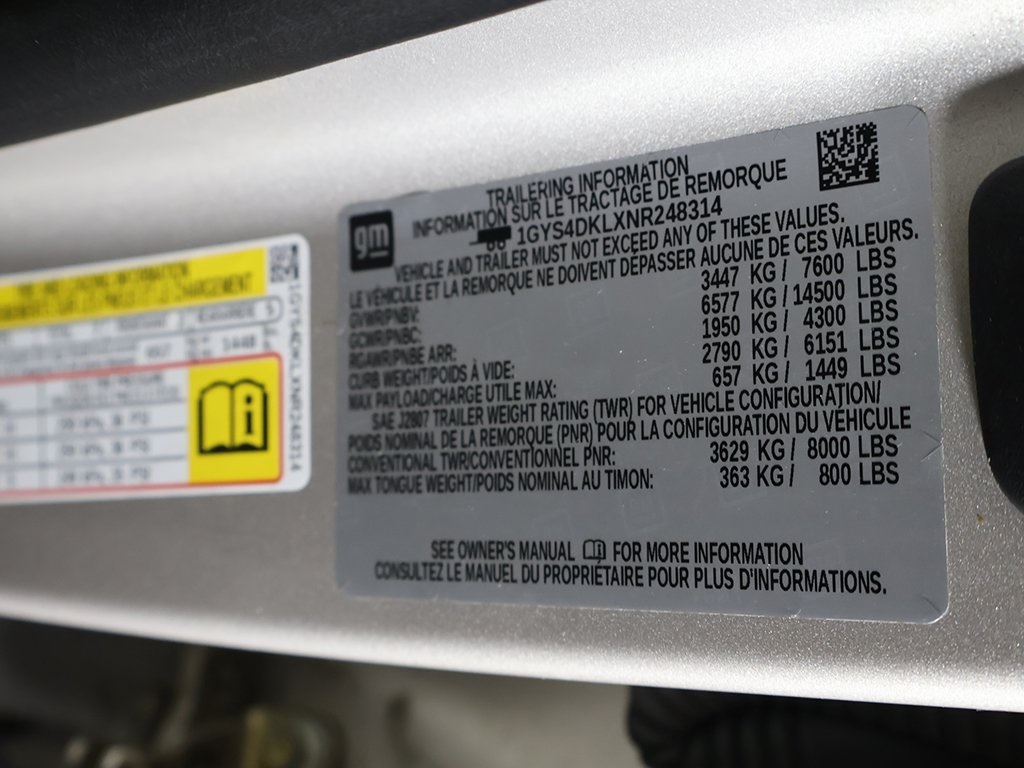 gm
TRAILERING INFORMATION
INFORMATION SUR LE TRACTAGE DE REMORQUE
1GYS4DKLXNR248314
VEHICLE AND TRAILER MUST NOT EXCEED ANY OF THESE VALUES.
LE VÉHICULE ET LA REMORQUE NE DOIVENT DÉPASSER AUCUNE DE CES VALEURS.
GVWR/PNBV: 3447 KG / 7600 LBS
GCWR/PNBC: 6577 KG / 14500 LBS
RGAWR/PNBE ARR: 1950 KG / 4300 LBS
CURB WEIGHT/POIDS À VIDE: 2790 KG / 6151 LBS
MAX PAYLOAD/CHARGE UTILE MAX: 657 KG / 1449 LBS
SAE J2807 TRAILER WEIGHT RATING (TWR) FOR VEHICLE CONFIGURATION/
POIDS NOMINAL DE LA REMORQUE (PNR) POUR LA CONFIGURATION DU VÉHICULE
CONVENTIONAL TWR/CONVENTIONNEL PNR: 3629 KG / 8000 LBS
MAX TONGUE WEIGHT/POIDS NOMINAL AU TIMON: 363 KG / 800 LBS
SEE OWNER'S MANUAL FOR MORE INFORMATION
CONSULTEZ LE MANUEL DU PROPRIÉTAIRE POUR PLUS D'INFORMATIONS.
1GYS4DKLXNR248314